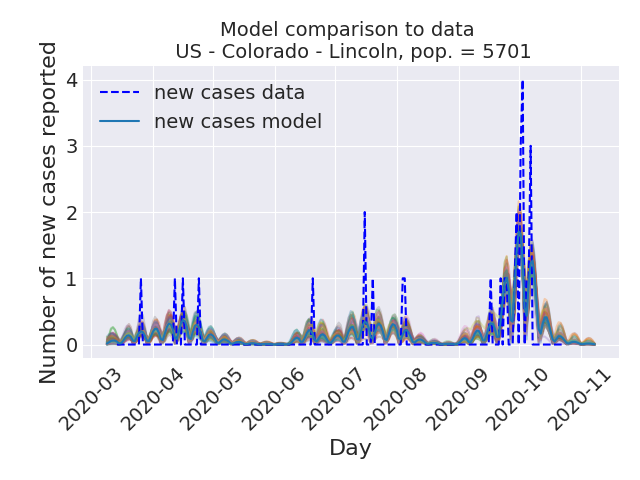 Model comparison to data
US - Colorado - Lincoln, pop. = 5701
Number of new cases reported
4
3
2
1
0
new cases data
new cases model
2020-03
2020-04
2020-05
2020-06
2020-07
2020-08
2020-09
2020-10
2020-11
Day